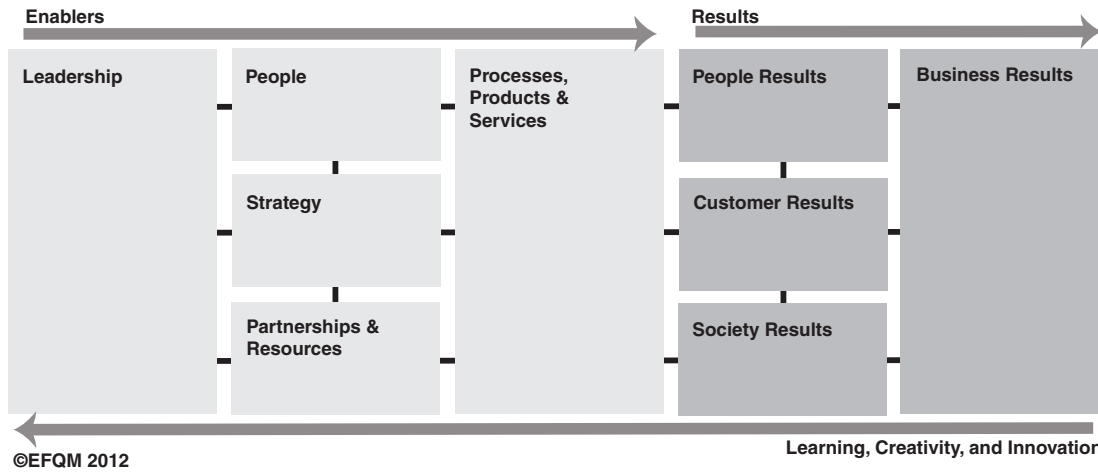 Enablers
Results
Leadership
People
Processes,
Products &
Services
People Results
Business Results
Strategy
Customer Results
Partnerships &
Resources
Society Results
Learning, Creativity, and Innovation
©EFQM 2012